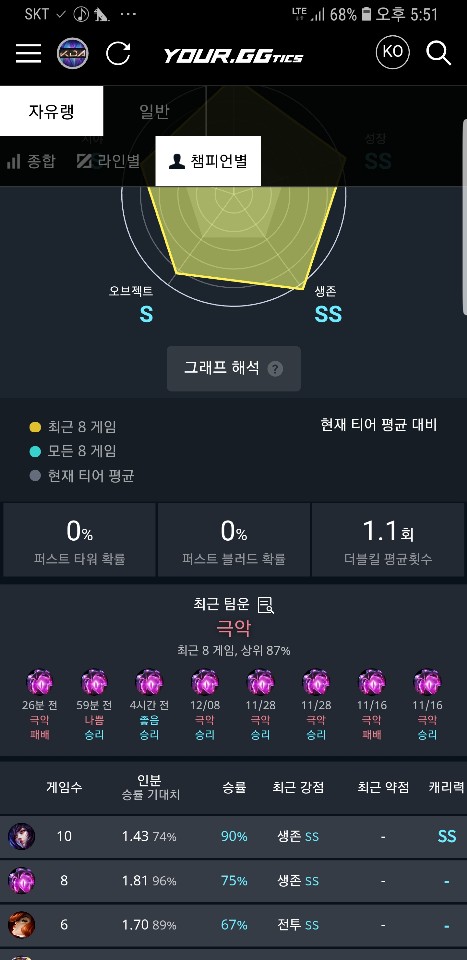 SKT
LTE 68% 오후 5:51
KDA YOUR.GGTICS KO
자유랭 일반
성장
SS
종합 라인별 챔피언별
오브젝트
S
생존
SS
그래프 해석 ?
최근 8 게임
모든 8 게임
현재 티어 평균
현재 티어 평균 대비
0%
퍼스트 타워 확률
0%
퍼스트 블러드 확률
1.1회
더블킬 평균횟수
최근 팀운
극악
최근 8 게임, 상위 87%
26분 전 59분 전 4시간 전 12/08 11/28 11/28 11/16 11/16
극악 나쁨 좋음 극악 극악 극악 극악 극악
패배 승리 승리 승리 승리 승리 패배 승리
게임수 인분 승률 최근 강점 최근 약점 캐리력
승률 기대치
10 1.43 74% 90% 생존 SS - SS
8 1.81 96% 75% 생존 SS - -
6 1.70 89% 67% 전투 SS - -